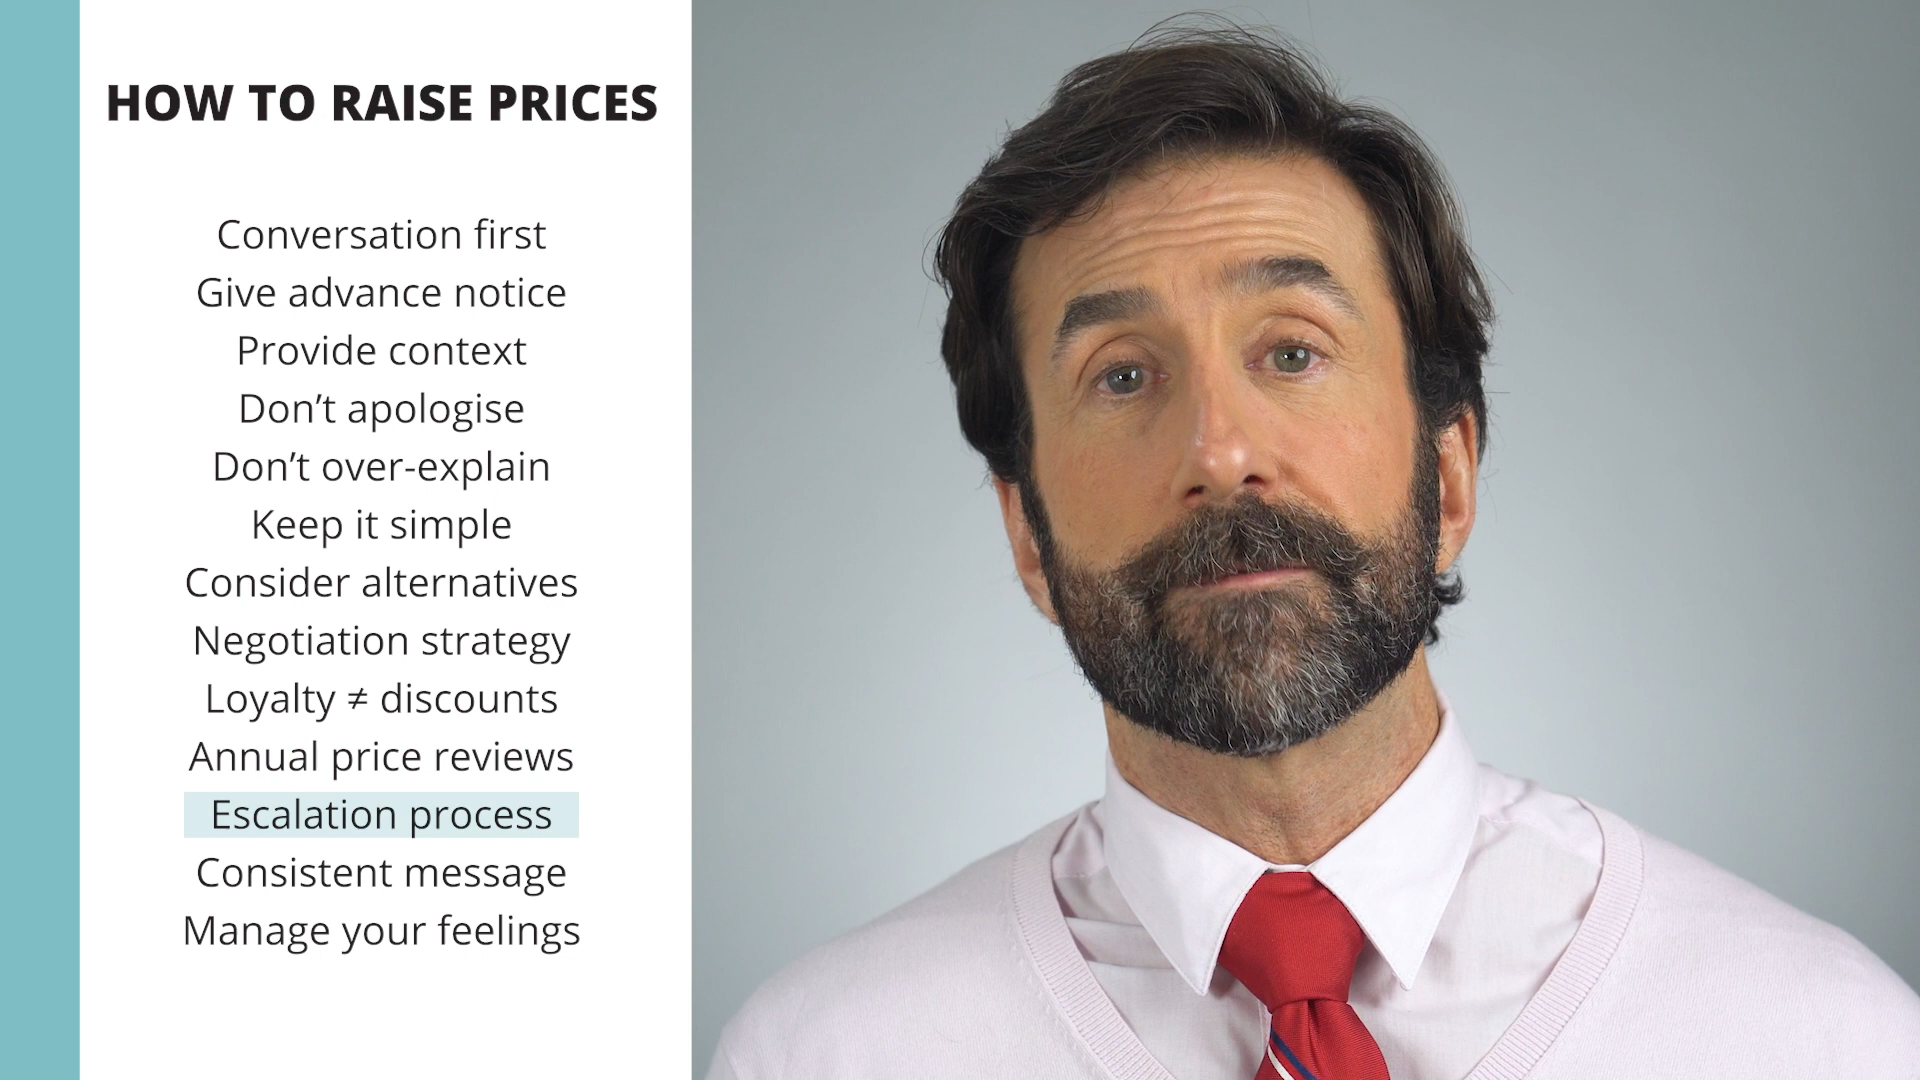 HOW TO RAISE PRICES
Conversation first
Give advance notice
Provide context
Don’t apologise
Don’t over-explain
Keep it simple
Consider alternatives
Negotiation strategy
Loyalty ≠ discounts
Annual price reviews
Escalation process
Consistent message
Manage your feelings